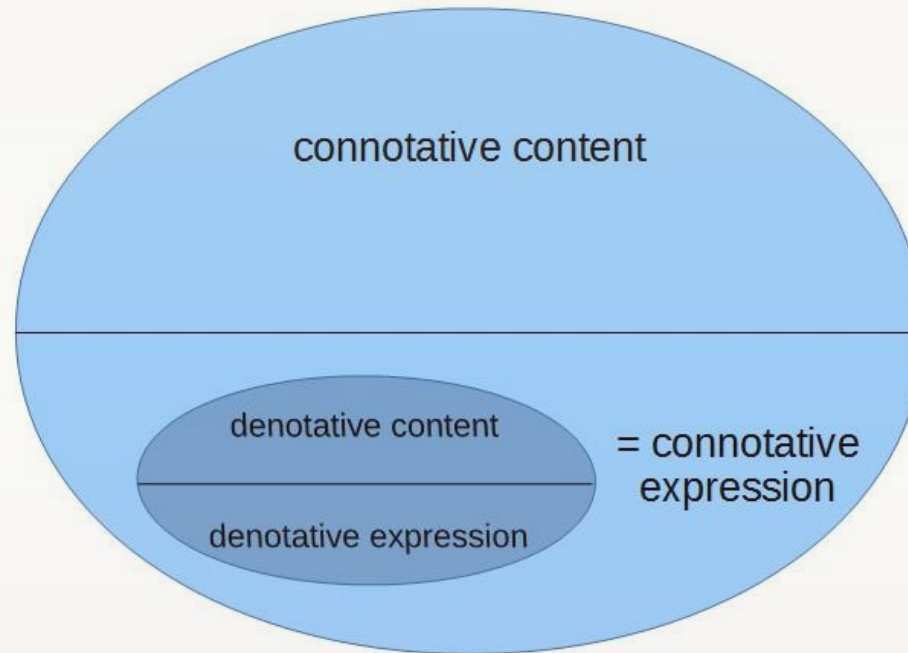 connotative content
denotative content
= connotative
expression
denotative expression